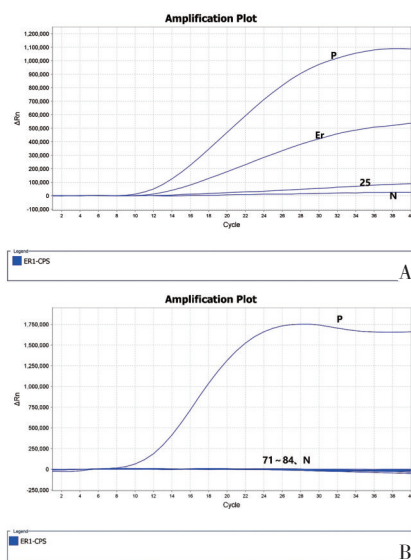 Amplification Plot
1,200,000
1,100,000
1,000,000
900,000
800,000
700,000
600,000
500,000
400,000
300,000
200,000
100,000
0
-100,000
ΔRn
P
Er
25
N
2 4 6 8 10 12 14 16 18 20 22 24 26 28 30 32 34 36 38 40
Cycle
Legend
ER1-CPS
A
Amplification Plot
1,750,000
1,500,000
1,250,000
1,000,000
750,000
500,000
250,000
0
-250,000
ΔRn
P
71~84、N
2 4 6 8 10 12 14 16 18 20 22 24 26 28 30 32 34 36 38 40
Cycle
Legend
ER1-CPS
B